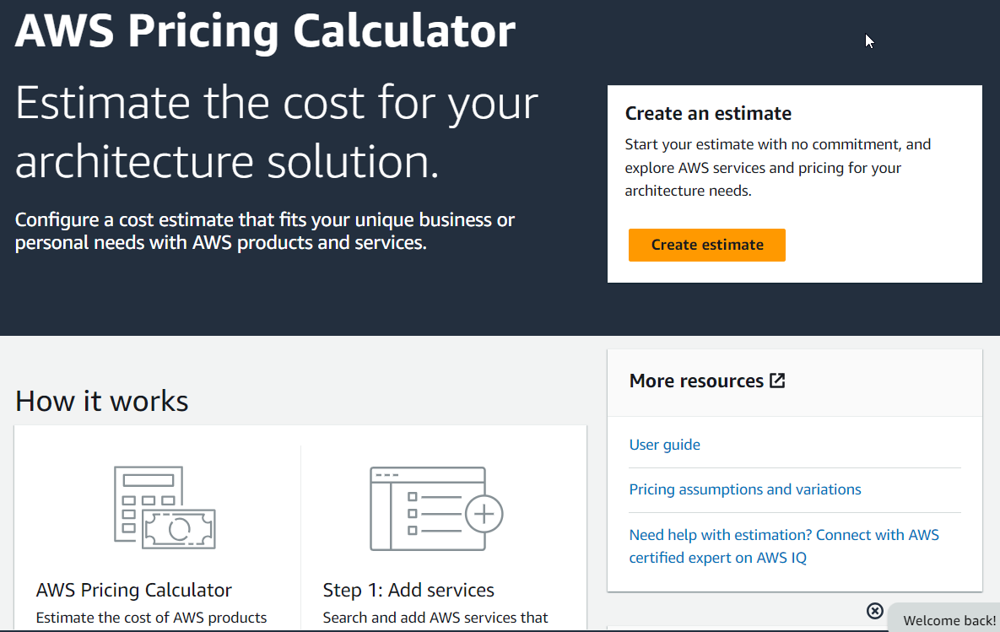 AWS Pricing Calculator
Estimate the cost for your
architecture solution.
Configure a cost estimate that fits your unique business or
personal needs with AWS products and services.
Create an estimate
Start your estimate with no commitment, and
explore AWS services and pricing for your
architecture needs.
Create estimate
How it works
AWS Pricing Calculator
Estimate the cost of AWS products
Step 1: Add services
Search and add AWS services that
More resources
User guide
Pricing assumptions and variations
Need help with estimation? Connect with AWS
certified expert on AWS IQ
Welcome back!